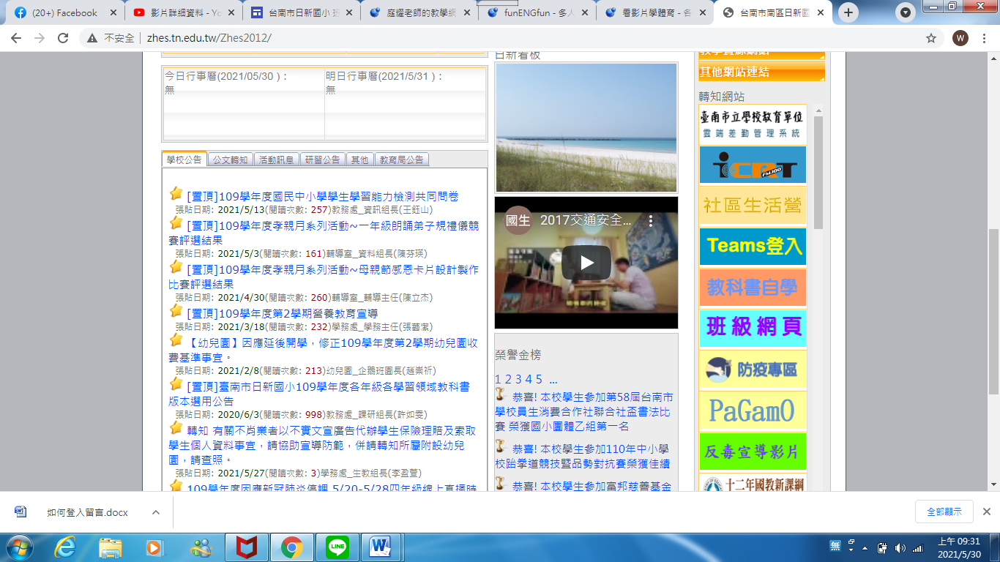 (20+) Facebook
影片詳細資料 - Yo
台南市日新國小 班
庭耀老師的教學網
funENGfun - 多人
看影片學體育 - 各
台南市南區日新國
不安全
zhes.tn.edu.tw/Zhes2012/
W
今日行事曆(2021/05/30 )：
無
明日行事曆(2021/5/31 )：
無
學校公告
公文轉知
活動訊息
研習公告
其他
教育局公告
[置頂]109學年度國民中小學學生學習能力檢測共同問卷
張貼日期: 2021/5/13(閱讀次數: 257)教務處_資訊組長(王鈺山)
[置頂]109學年度孝親月系列活動~一年級朗誦弟子規禮儀競
賽評選結果
張貼日期: 2021/5/3(閱讀次數: 161)輔導室_資料組長(陳芬瑛)
[置頂]109學年度孝親月系列活動~母親節感恩卡片設計製作
比賽評選結果
張貼日期: 2021/4/30(閱讀次數: 260)輔導室_輔導主任(陳立杰)
[置頂]109學年度第2學期營養教育宣導
張貼日期: 2021/3/18(閱讀次數: 232)學務處_學務主任(張藝潔)
【幼兒園】因應延後開學，修正109學年度第2學期幼兒園收
費基準事宜。
張貼日期: 2021/2/8(閱讀次數: 213)幼兒園_企鵝班園長(趙崇祈)
[置頂]臺南市日新國小109學年度各年級各學習領域教科書
版本選用公告
張貼日期: 2020/6/3(閱讀次數: 998)教務處_課研組長(許如雯)
轉知 有關不肖業者以不實文宣廣告代辦學生保險理賠及索取
學生個人資料事宜，請協助宣導防範，併請轉知所屬附設幼兒
園，請查照。
張貼日期: 2021/5/27(閱讀次數: 3)學務處_生教組長(李盈萱)
109學年度因應新冠肺炎停課 5/20-5/28四年級線上直播時
日新看板
國生
2017交通安全...
榮譽金榜
1 2 3 4 5 ...
恭喜! 本校學生參加第58屆台南市
學校員生消費合作社聯合社盃書法比
賽 榮獲國小團體乙組第一名
恭喜! 本校學生參加110年中小學
校跆拳道競技暨品勢對抗賽榮獲佳績
恭喜! 本校學生參加富邦慈善基金
教學資源網站
其他網站連結
轉知網站
臺南市立學校教育單位
雲端差勤管理系統
iCRT
FM100
社區生活營
Teams登入
教科書自學
班級網頁
防疫專區
PaGamO
反毒宣導影片
十二年國教新課綱
如何登入留言.docx
全部顯示
LINE
無
上午 09:31
2021/5/30